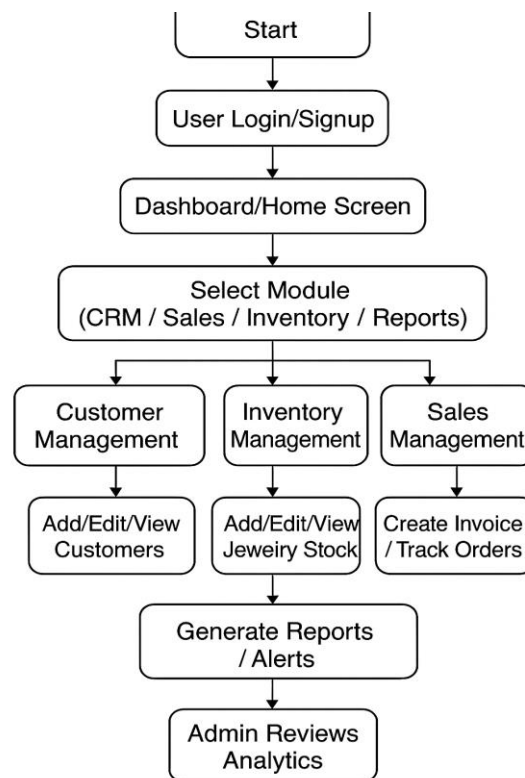 Start
User Login/Signup
Dashboard/Home Screen
Select Module
(CRM / Sales / Inventory / Reports)
Customer
Management
Inventory
Management
Sales
Management
Add/Edit/View
Customers
Add/Edit/View
Jeweiry Stock
Create Invoice
/ Track Orders
Generate Reports
/ Alerts
Admin Reviews
Analytics